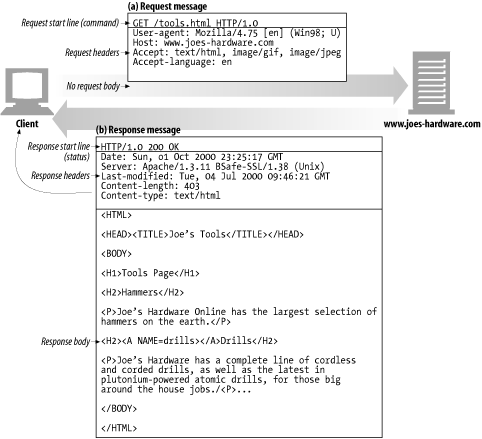 (a) Request message
Request start line (command)
GET /tools.html HTTP/1.0
User-agent: Mozilla/4.75 [en] (Win98; U)
Host: www.joes-hardware.com
Request headers
Accept: text/html, image/gif, image/jpeg
Accept-language: en
No request body
Client
www.joes-hardware.com
(b) Response message
Response start line
(status)
HTTP/1.0 200 OK
Date: Sun, 01 Oct 2000 23:25:17 GMT
Server: Apache/1.3.11 BSafe-SSL/1.38 (Unix)
Response headers
Last-modified: Tue, 04 Jul 2000 09:46:21 GMT
Content-length: 403
Content-type: text/html
<HTML>
<HEAD><TITLE>Joe's Tools</TITLE></HEAD>
<BODY>
<H1>Tools Page</H1>
<H2>Hammers</H2>
<P>Joe's Hardware Online has the largest selection of
hammers on the earth.</P>
Response body
<H2><A NAME=drills></A>Drills</H2>
<P>Joe's Hardware has a complete line of cordless
and corded drills, as well as the latest in
plutonium-powered atomic drills, for those big
around the house jobs./<P>...
</BODY>
</HTML>